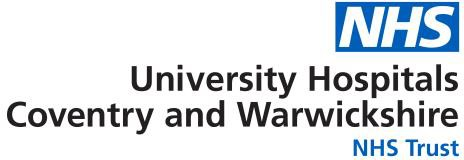 NHS
University Hospitals
Coventry and Warwickshire
NHS Trust